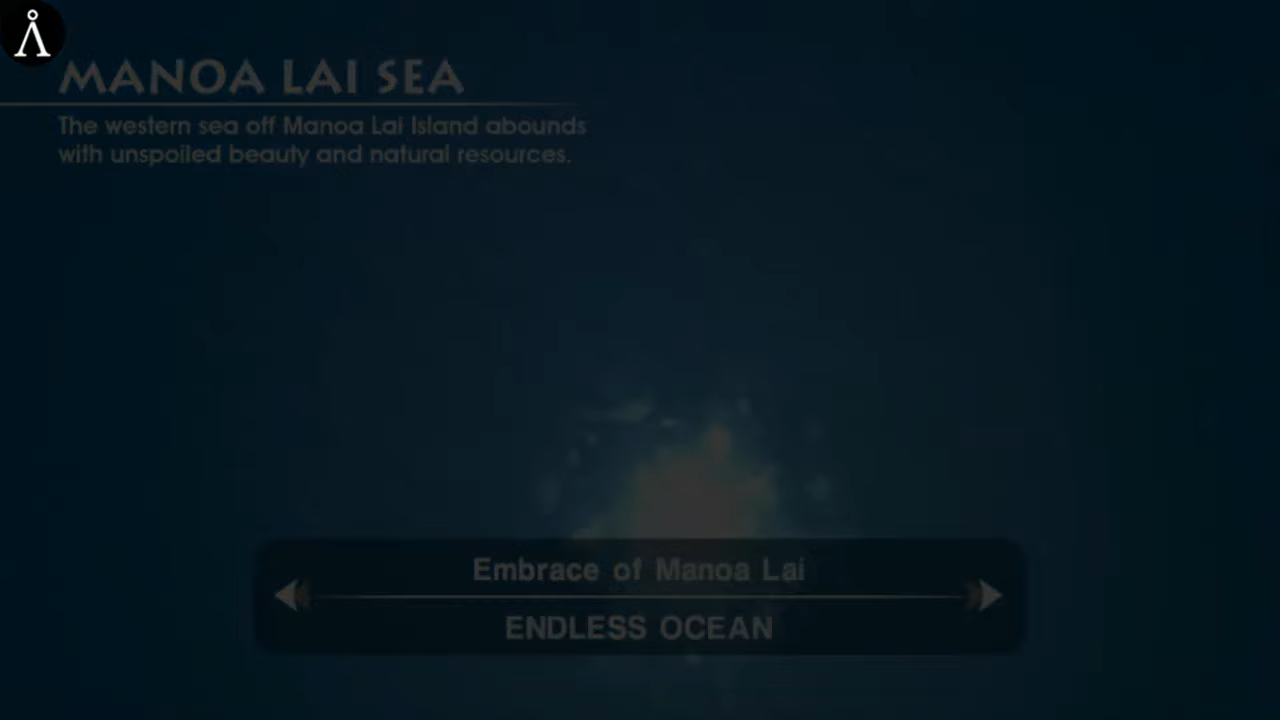 MANOA LAI SEA
The western sea off Manoa Lai Island abounds
with unspoiled beauty and natural resources.
Embrace of Manoa Lai
ENDLESS OCEAN